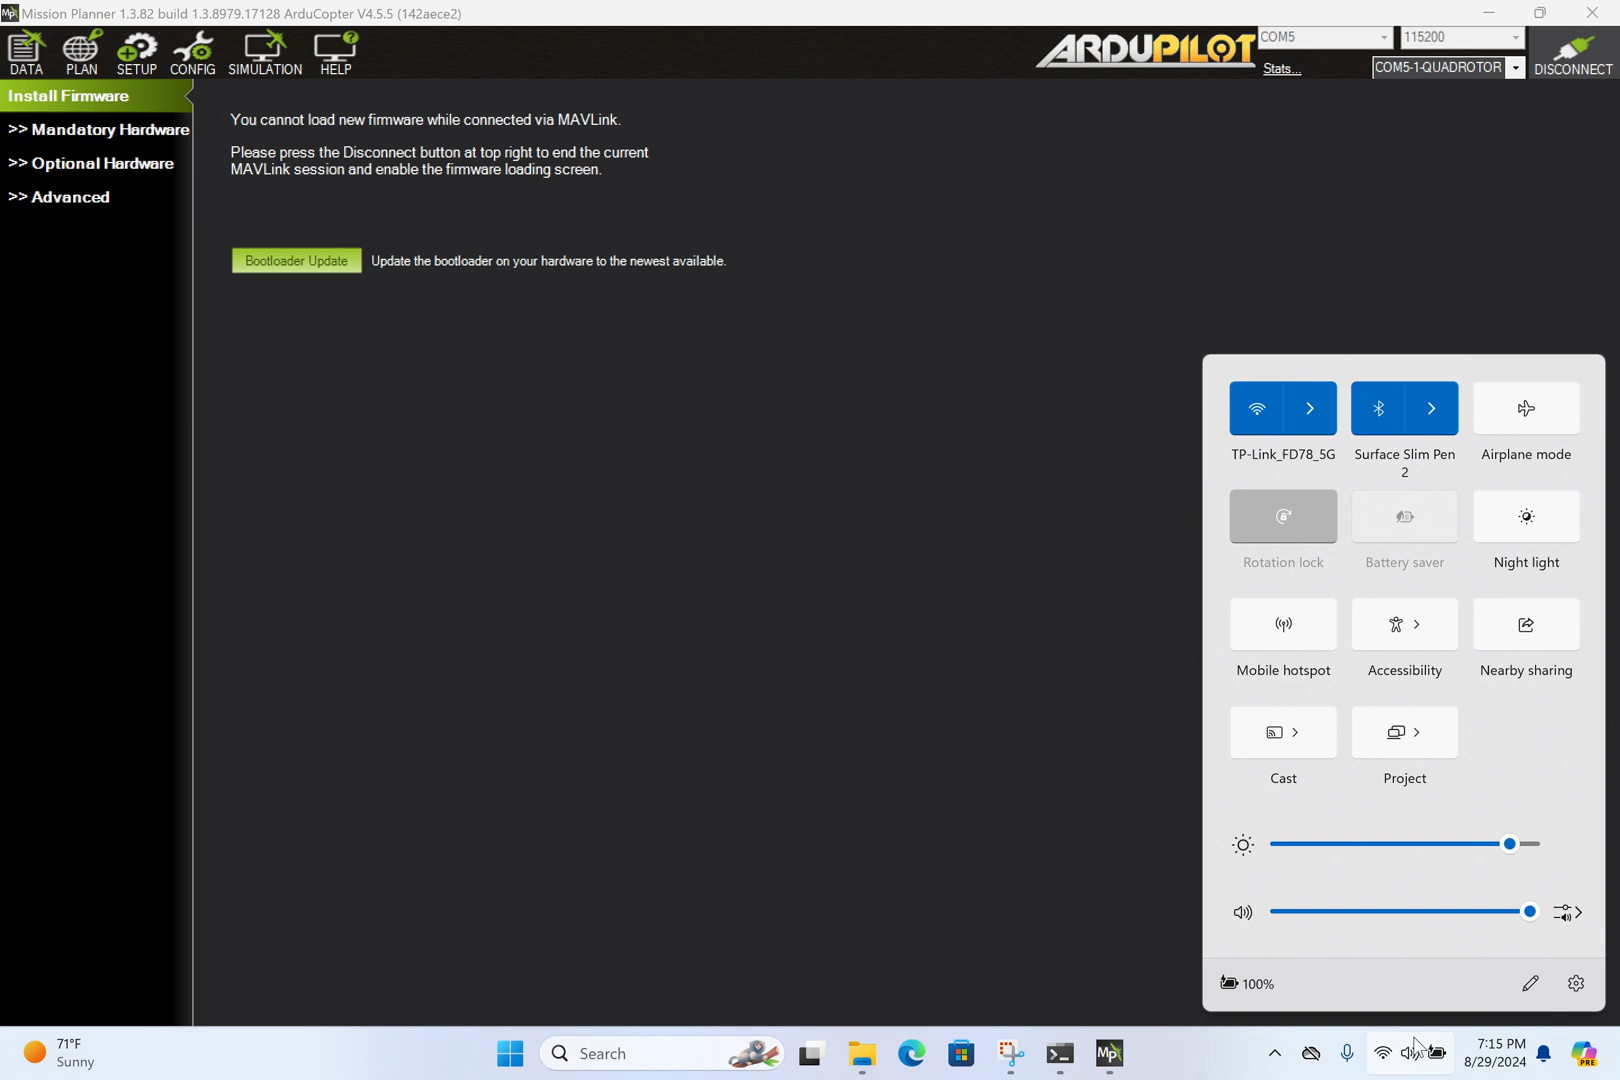 Mission Planner 1.3.82 build 1.3.8979.17128 ArduCopter V4.5.5 (142aece2)
DATA
PLAN
SETUP
CONFIG
SIMULATION
HELP
ARDUPILOT
COM5
115200
Stats...
COM5-1-QUADROTOR
DISCONNECT
Install Firmware
>> Mandatory Hardware
>> Optional Hardware
>> Advanced
You cannot load new firmware while connected via MAVLink.
Please press the Disconnect button at top right to end the current
MAVLink session and enable the firmware loading screen.
Bootloader Update
Update the bootloader on your hardware to the newest available.
TP-Link_FD78_5G
Surface Slim Pen
2
Airplane mode
Rotation lock
Battery saver
Night light
Mobile hotspot
Accessibility
Nearby sharing
Cast
Project
100%
71°F
Sunny
Search
Mp
7:15 PM
8/29/2024
PRE